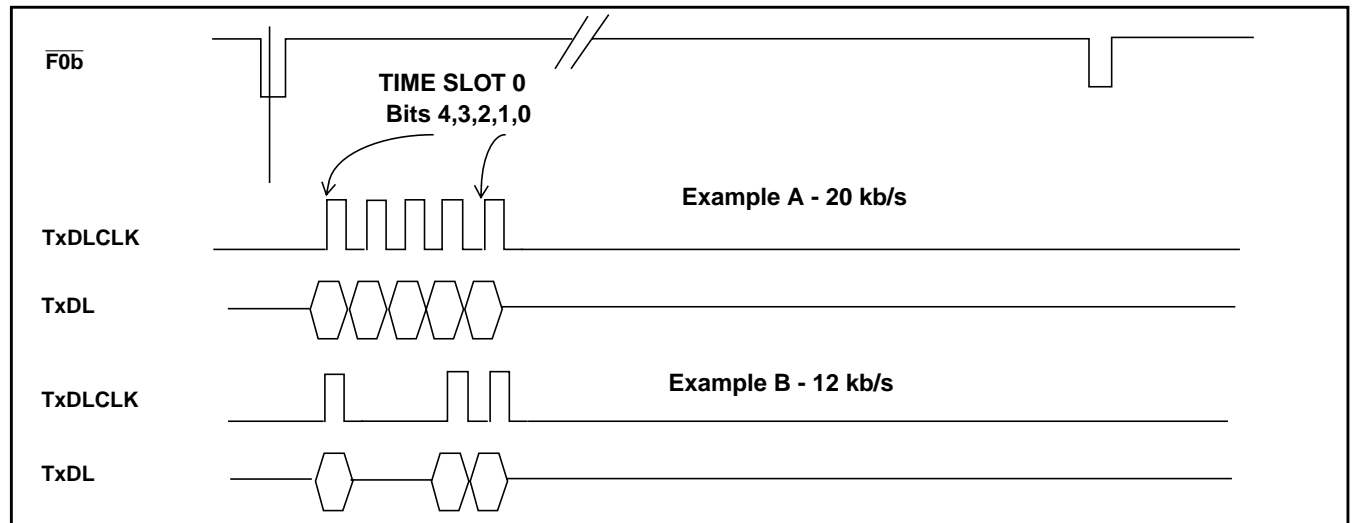 F0b
TIME SLOT 0
Bits 4,3,2,1,0
Example A - 20 kb/s
TxDLCLK
TxDL
Example B - 12 kb/s
TxDLCLK
TxDL